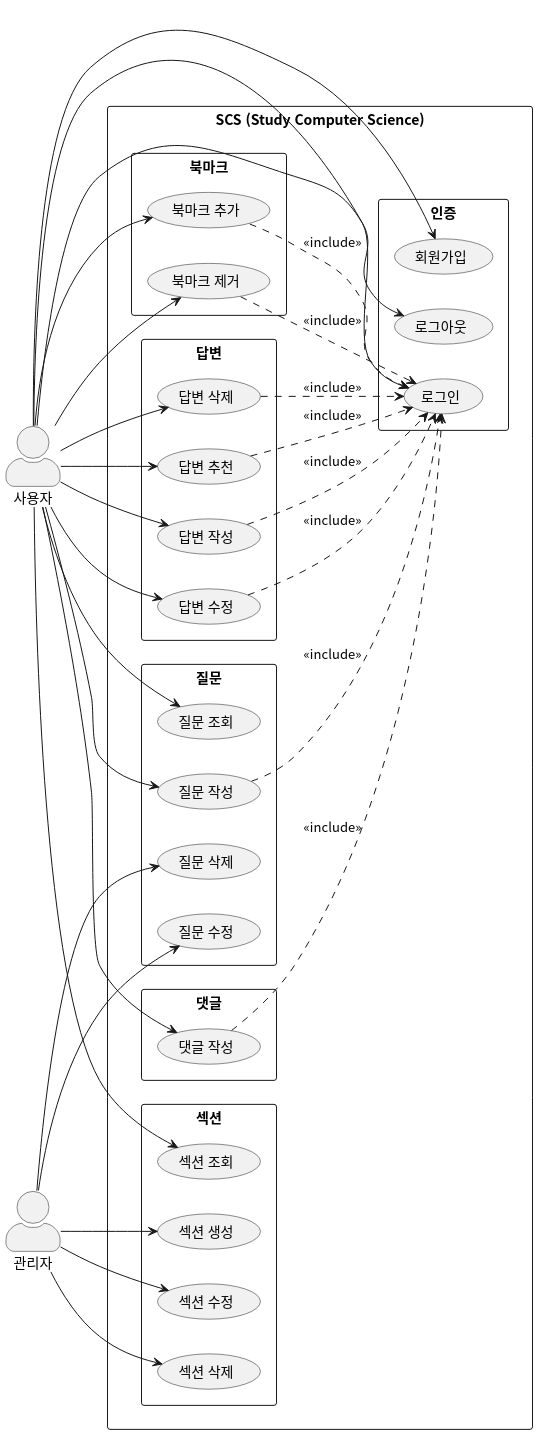 SCS (Study Computer Science)
북마크
북마크 추가
북마크 제거
인증
회원가입
로그아웃
로그인
«include»
«include»
답변
답변 삭제
답변 추천
답변 작성
답변 수정
«include»
«include»
«include»
«include»
사용자
질문
질문 조회
질문 작성
질문 삭제
질문 수정
«include»
«include»
댓글
댓글 작성
섹션
섹션 조회
섹션 생성
섹션 수정
섹션 삭제
관리자